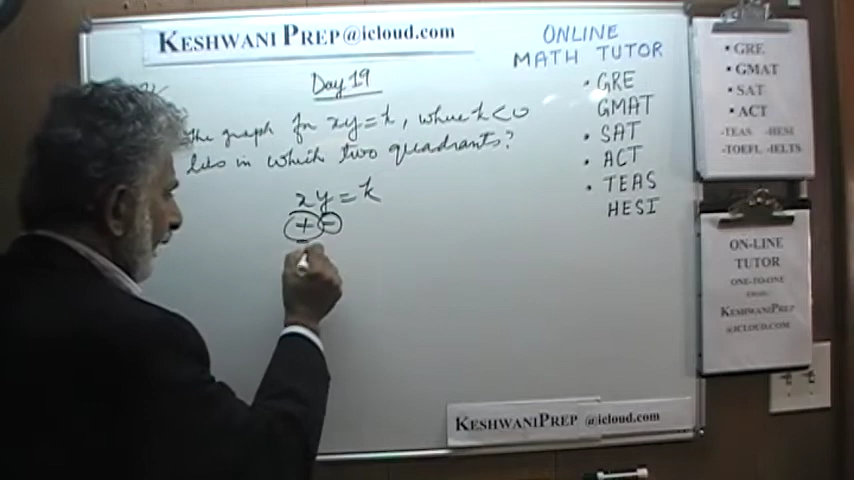 KESHWANI PREP@icloud.com
Day 19
The graph for xy=k, where k<0
lies in which two quadrants?
xy=k
+ -
ONLINE
MATH TUTOR
• GRE
GMAT
• SAT
• ACT
• TEAS
HESI
• GRE
• GMAT
• SAT
• ACT
-TEAS -HESI
-TOEFL -IELTS
ON-LINE
TUTOR
ONE-TO-ONE
KESHWANIPREP
@ICLOUD.COM
KESHWANIPREP @icloud.com